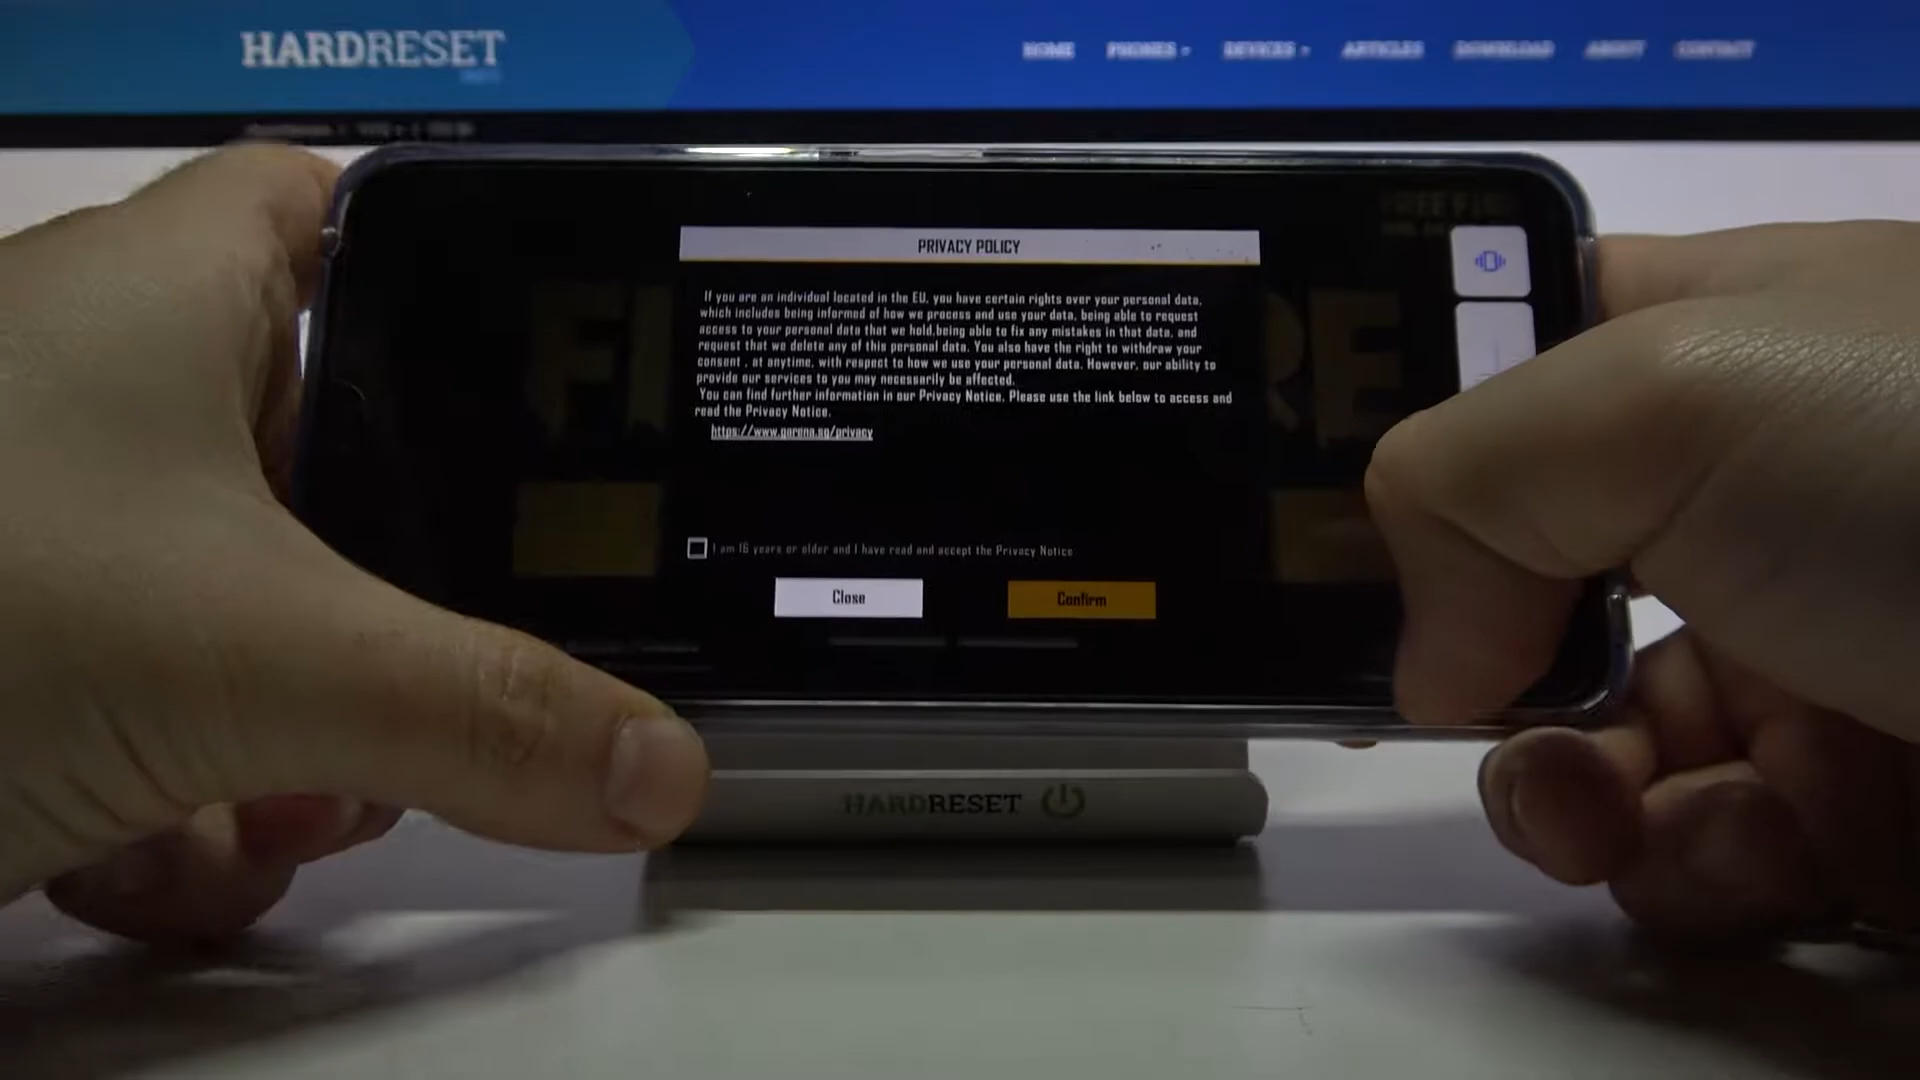 HARDRESET
HOME PHONES DEVICES ARTICLES DOWNLOAD ABOUT CONTACT
FREE FIRE
PRIVACY POLICY
If you are an individual located in the EU, you have certain rights over your personal data,
which includes being informed of how we process and use your data, being able to request
access to your personal data that we hold,being able to fix any mistakes in that data, and
request that we delete any of this personal data. You also have the right to withdraw your
consent , at anytime, with respect to how we use your personal data. However, our ability to
provide our services to you may necessarily be affected.
You can find further information in our Privacy Notice. Please use the link below to access and
read the Privacy Notice.
https://www.garena.sg/privacy
I am 16 years or older and I have read and accept the Privacy Notice
Close Confirm
HARDRESET